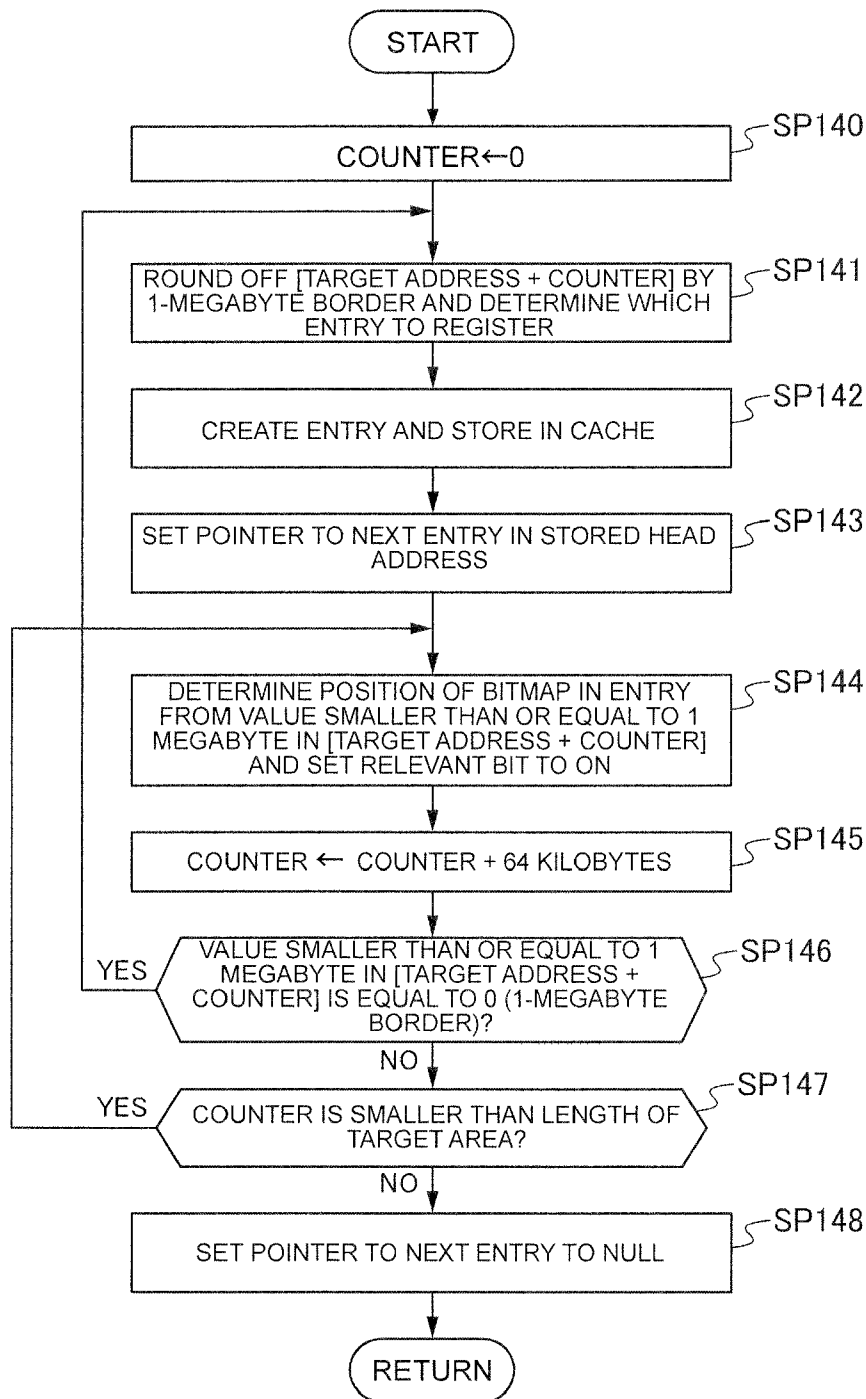 START
SP140
COUNTER←0
SP141
ROUND OFF [TARGET ADDRESS + COUNTER] BY
1-MEGABYTE BORDER AND DETERMINE WHICH
ENTRY TO REGISTER
SP142
CREATE ENTRY AND STORE IN CACHE
SP143
SET POINTER TO NEXT ENTRY IN STORED HEAD
ADDRESS
SP144
DETERMINE POSITION OF BITMAP IN ENTRY
FROM VALUE SMALLER THAN OR EQUAL TO 1
MEGABYTE IN [TARGET ADDRESS + COUNTER]
AND SET RELEVANT BIT TO ON
SP145
COUNTER ← COUNTER + 64 KILOBYTES
SP146
YES
VALUE SMALLER THAN OR EQUAL TO 1
MEGABYTE IN [TARGET ADDRESS +
COUNTER] IS EQUAL TO 0 (1-MEGABYTE
BORDER)?
NO
SP147
YES
COUNTER IS SMALLER THAN LENGTH OF
TARGET AREA?
NO
SP148
SET POINTER TO NEXT ENTRY TO NULL
RETURN